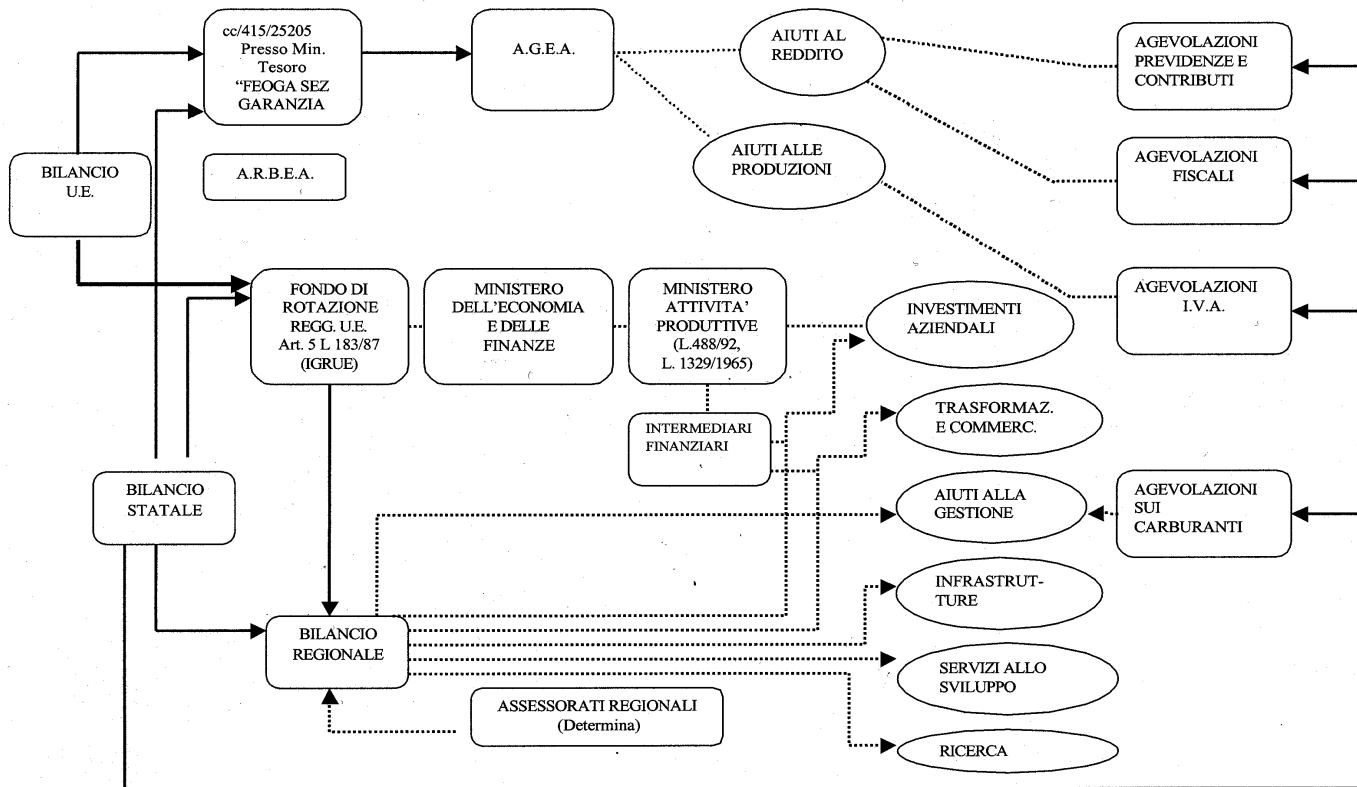 cc/415/25205
Presso Min.
Tesoro
“FEOGA SEZ
GARANZIA
A.G.E.A.
AIUTI AL
REDDITO
AGEVOLAZIONI
PREVIDENZE E
CONTRIBUTI
BILANCIO
U.E.
A.R.B.E.A.
AIUTI ALLE
PRODUZIONI
AGEVOLAZIONI
FISCALI
FONDO DI
ROTAZIONE
REGG. U.E.
Art. 5 L 183/87
(IGRUE)
MINISTERO
DELL’ECONOMIA
E DELLE
FINANZE
MINISTERO
ATTIVITA’
PRODUTTIVE
(L.488/92,
L. 1329/1965)
INVESTIMENTI
AZIENDALI
AGEVOLAZIONI
I.V.A.
INTERMEDIARI
FINANZIARI
TRASFORMAZ.
E COMMERC.
BILANCIO
STATALE
AIUTI ALLA
GESTIONE
AGEVOLAZIONI
SUI
CARBURANTI
INFRASTRUT-
TURE
BILANCIO
REGIONALE
SERVIZI ALLO
SVILUPPO
ASSESSORATI REGIONALI
(Determina)
RICERCA